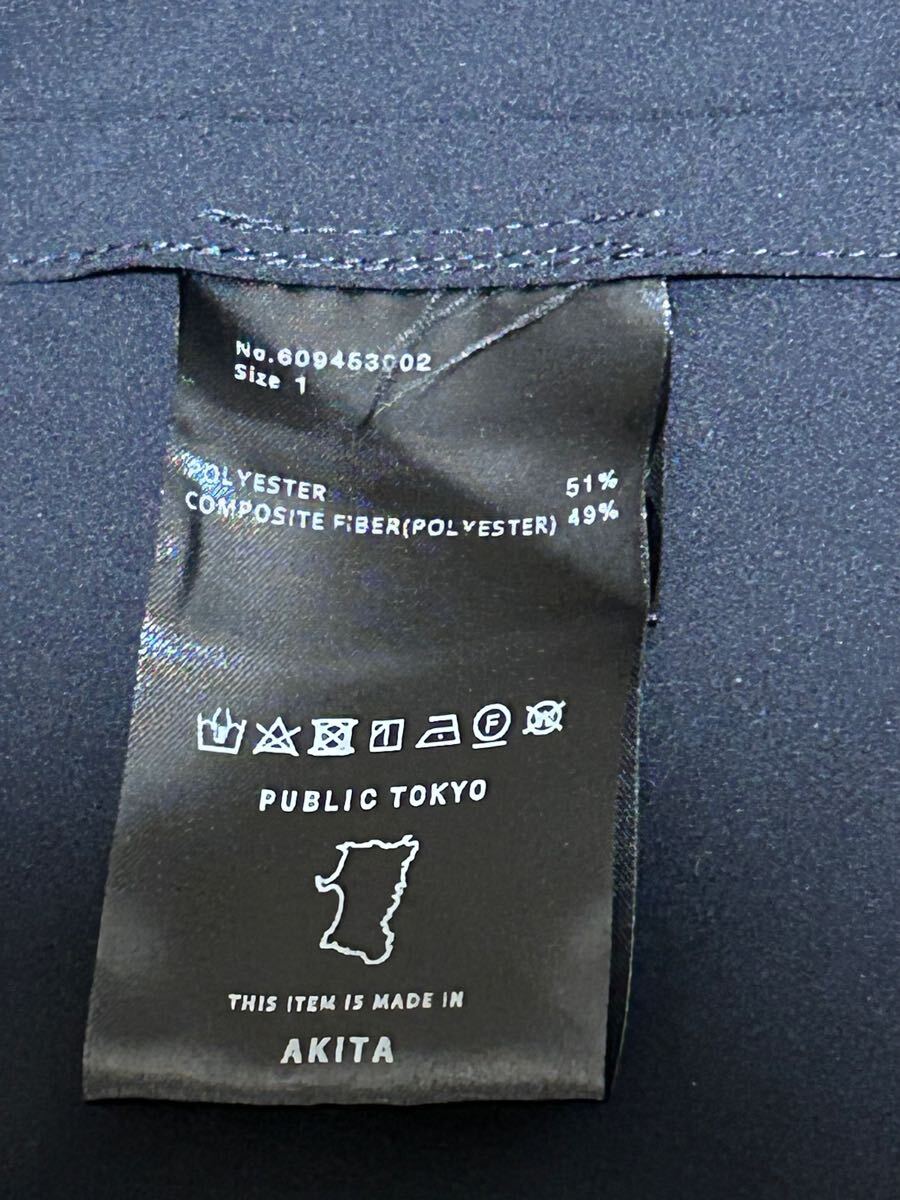 No.609453002
Size 1
POLYESTER 51%
COMPOSITE FIBER(POLYESTER) 49%
F
W
PUBLIC TOKYO
THIS ITEM IS MADE IN
AKITA